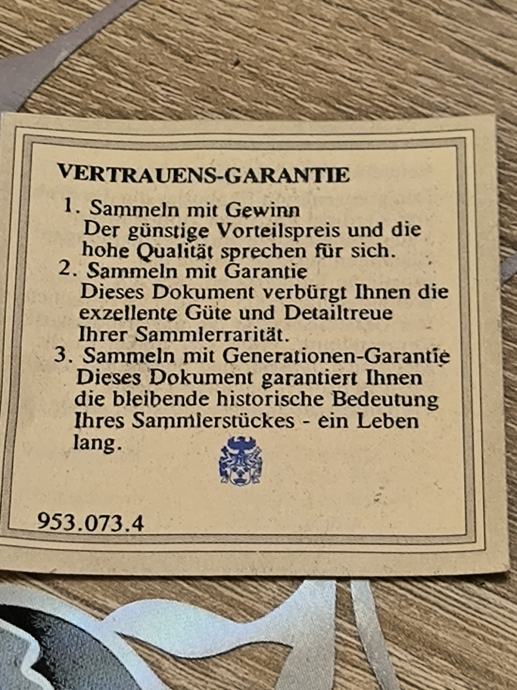 VERTRAUENS-GARANTIE
1. Sammeln mit Gewinn
Der günstige Vorteilspreis und die
hohe Qualität sprechen für sich.
2. Sammeln mit Garantie
Dieses Dokument verbürgt Ihnen die
exzellente Güte und Detailtreue
Ihrer Sammlerrarität.
3. Sammeln mit Generationen-Garantie
Dieses Dokument garantiert Ihnen
die bleibende historische Bedeutung
Ihres Sammlerstückes - ein Leben
lang.
953.073.4